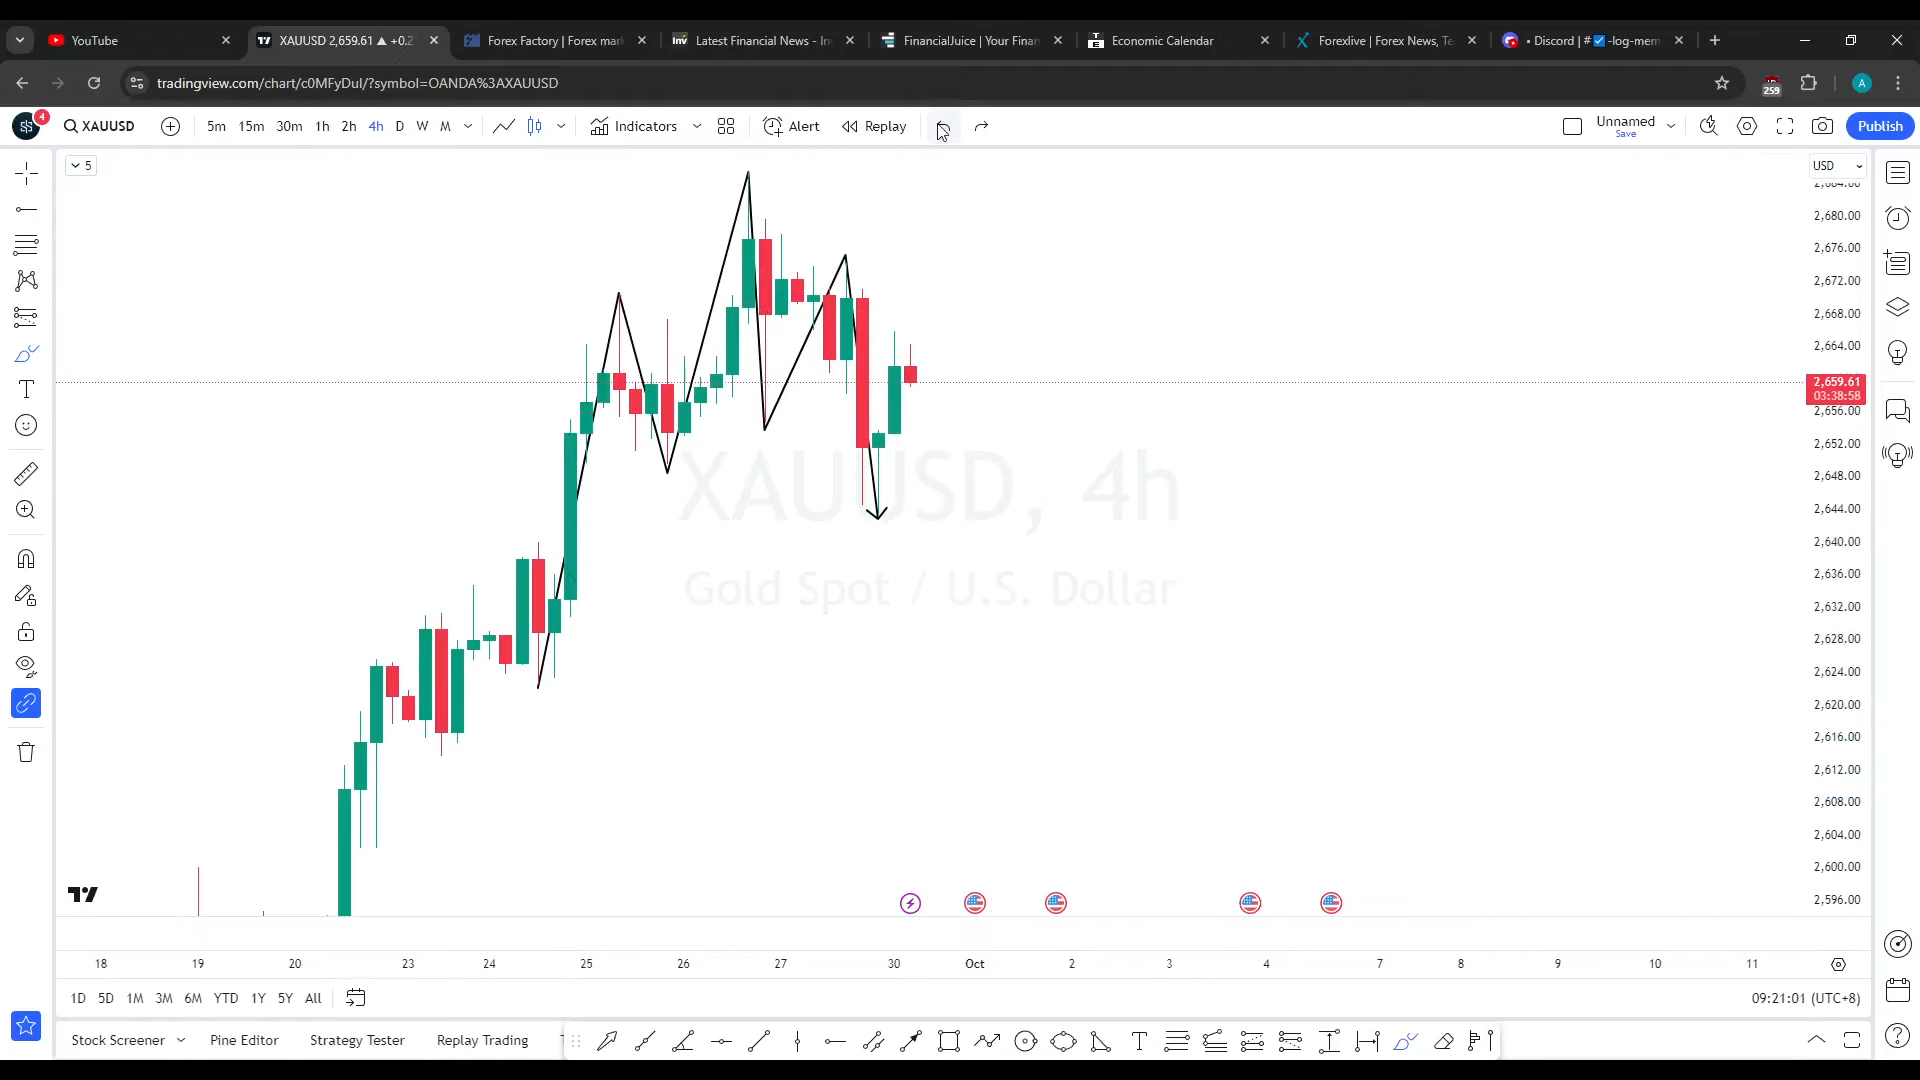 YouTube
XAUUSD 2,659.61 ▲ +0.2
Forex Factory | Forex mar
Latest Financial News - In
FinancialJuice | Your Finan
Economic Calendar
Forexlive | Forex News, Te
• Discord | #✅-log-mem
tradingview.com/chart/c0MFyDul/?symbol=OANDA%3AXAUUSD
259
A
4
XAUUSD
5m 15m 30m 1h 2h 4h D W M
Indicators
Alert
Replay
Unnamed
Save
Publish
5
USD
2,684.00
2,680.00
2,676.00
2,672.00
2,668.00
2,664.00
2,659.61
03:38:58
2,656.00
2,652.00
2,648.00
2,644.00
2,640.00
2,636.00
2,632.00
2,628.00
2,624.00
2,620.00
2,616.00
2,612.00
2,608.00
2,604.00
2,600.00
2,596.00
XAUUSD, 4h
Gold Spot / U.S. Dollar
18 19 20 23 24 25 26 27 30 Oct 2 3 4 7 8 9 10 11
1D 5D 1M 3M 6M YTD 1Y 5Y All
09:21:01 (UTC+8)
Stock Screener
Pine Editor
Strategy Tester
Replay Trading